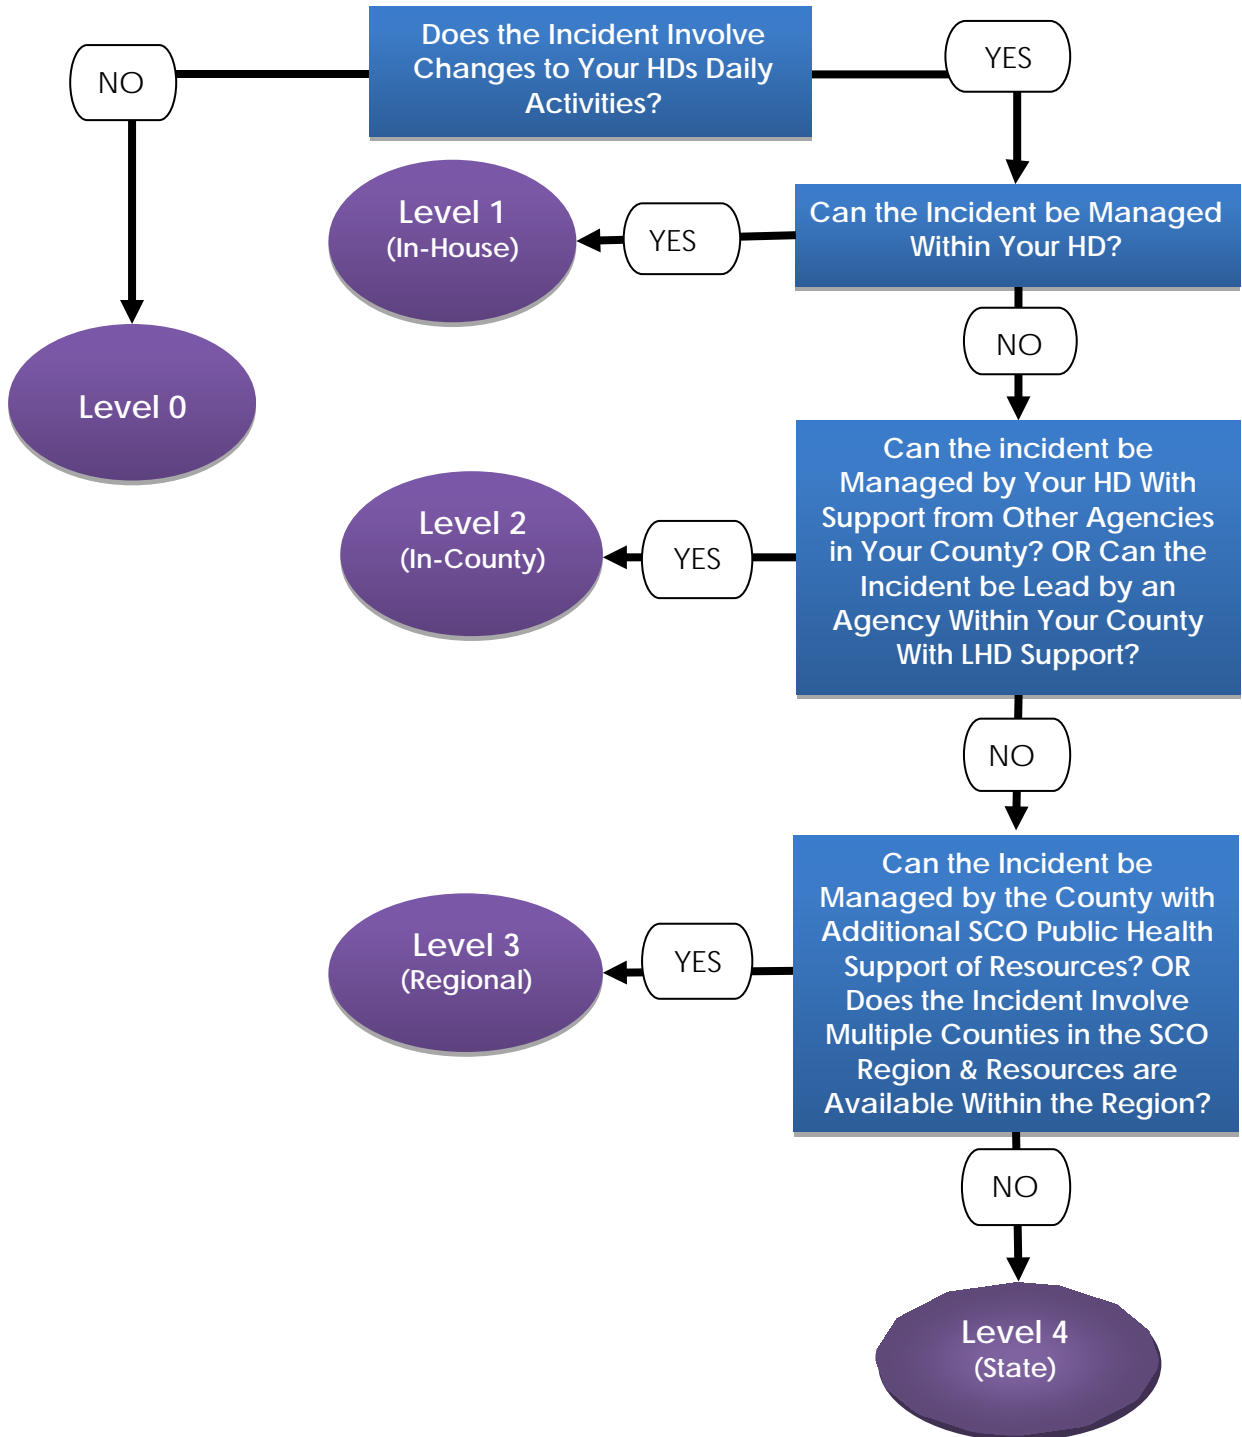 Does the Incident Involve
Changes to Your HDs Daily
Activities?
NO
YES
Level 1
(In-House)
YES
Can the Incident be Managed
Within Your HD?
NO
Level 0
Can the incident be
Managed by Your HD With
Support from Other Agencies
in Your County? OR Can the
Incident be Lead by an
Agency Within Your County
With LHD Support?
Level 2
(In-County)
YES
NO
Can the Incident be
Managed by the County with
Additional SCO Public Health
Support of Resources? OR
Does the Incident Involve
Multiple Counties in the SCO
Region & Resources are
Available Within the Region?
Level 3
(Regional)
YES
NO
Level 4
(State)